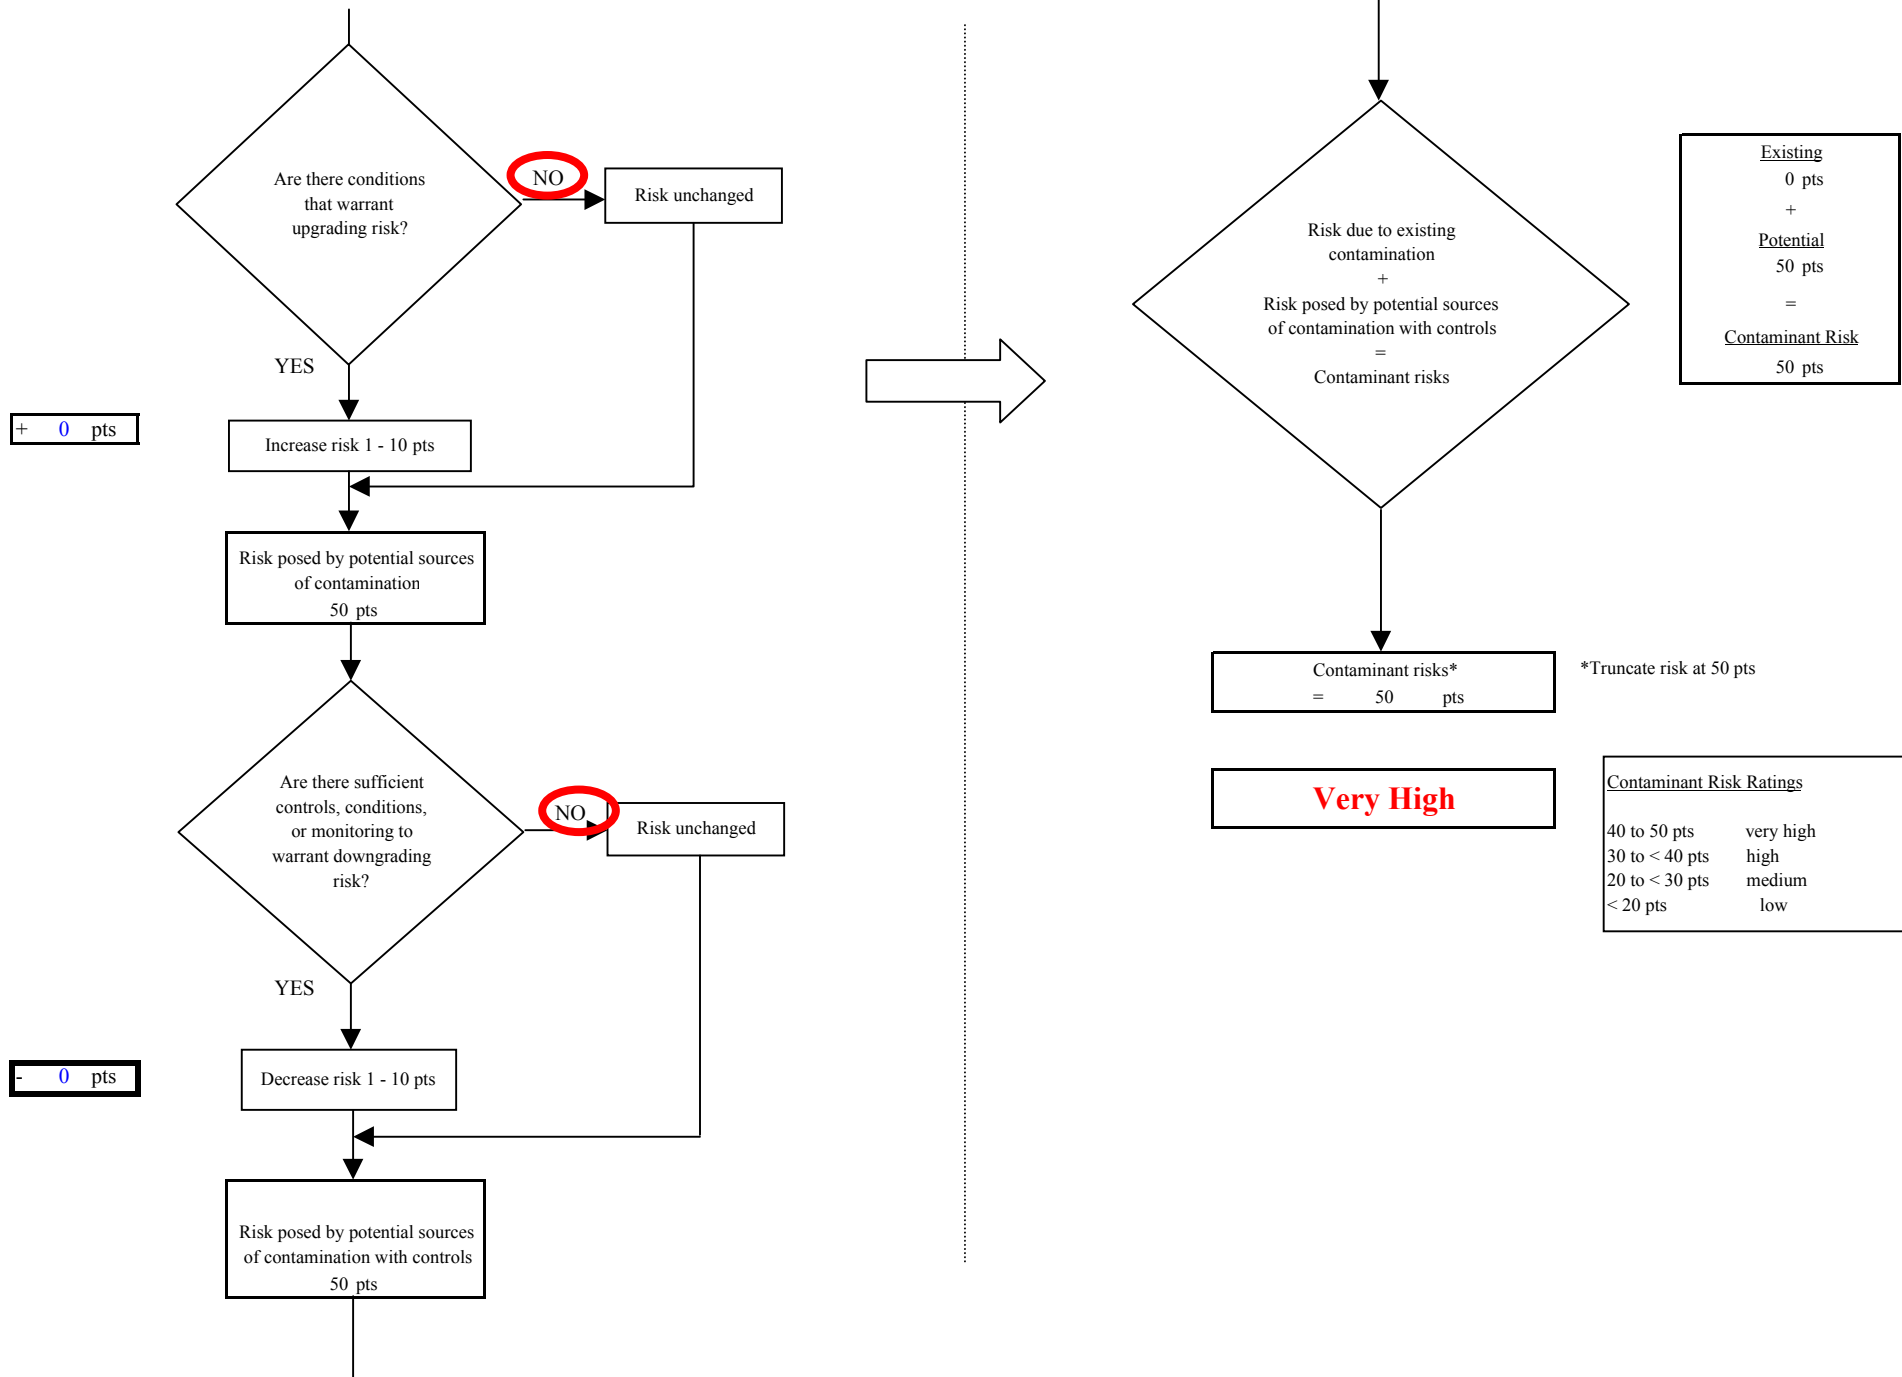 Are there conditions
that warrant
upgrading risk?
NO
Risk unchanged
YES
+ 0 pts
Increase risk 1 - 10 pts
Risk posed by potential sources
of contamination
50 pts
Are there sufficient
controls, conditions,
or monitoring to
warrant downgrading
risk?
NO
Risk unchanged
YES
- 0 pts
Decrease risk 1 - 10 pts
Risk posed by potential sources
of contamination with controls
50 pts
Risk due to existing
contamination
+
Risk posed by potential sources
of contamination with controls
=
Contaminant risks
Existing
0 pts
+
Potential
50 pts
=
Contaminant Risk
50 pts
Contaminant risks*
= 50 pts
*Truncate risk at 50 pts
Very High
Contaminant Risk Ratings
40 to 50 pts very high
30 to < 40 pts high
20 to < 30 pts medium
< 20 pts low